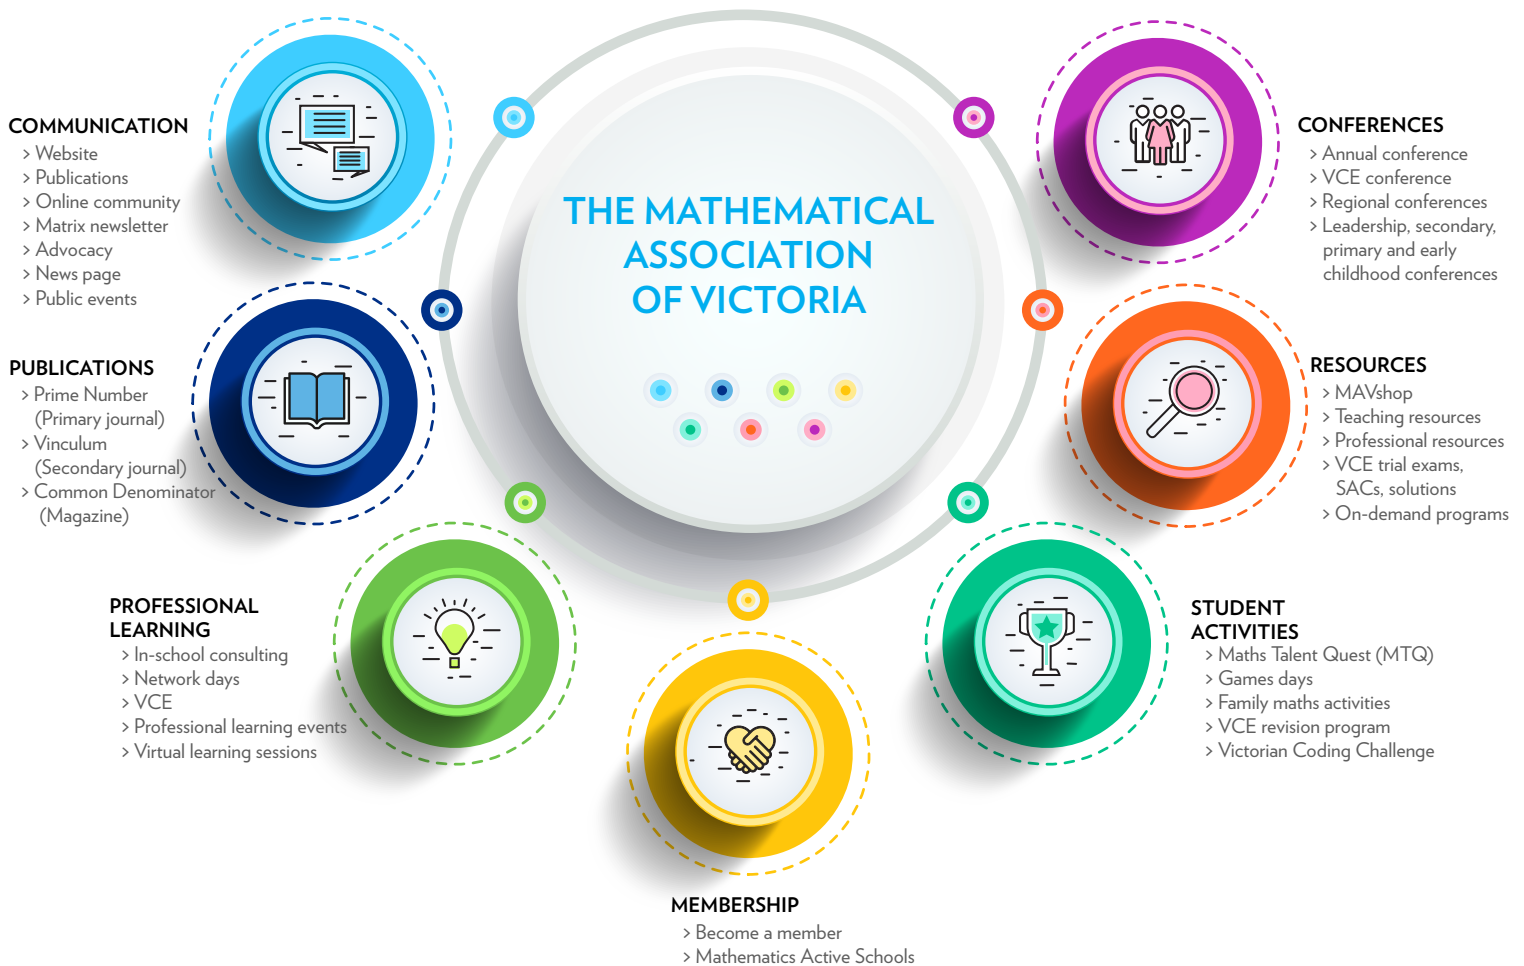 THE MATHEMATICAL
ASSOCIATION
OF VICTORIA
COMMUNICATION
> Website
> Publications
> Online community
> Matrix newsletter
> Advocacy
> News page
> Public events
PUBLICATIONS
> Prime Number
(Primary journal)
> Vinculum
(Secondary journal)
> Common Denominator
(Magazine)
PROFESSIONAL
LEARNING
> In-school consulting
> Network days
> VCE
> Professional learning events
> Virtual learning sessions
MEMBERSHIP
> Become a member
> Mathematics Active Schools
STUDENT
ACTIVITIES
> Maths Talent Quest (MTQ)
> Games days
> Family maths activities
> VCE revision program
> Victorian Coding Challenge
RESOURCES
> MAVshop
> Teaching resources
> Professional resources
> VCE trial exams,
SACs, solutions
> On-demand programs
CONFERENCES
> Annual conference
> VCE conference
> Regional conferences
> Leadership, secondary,
primary and early
childhood conferences